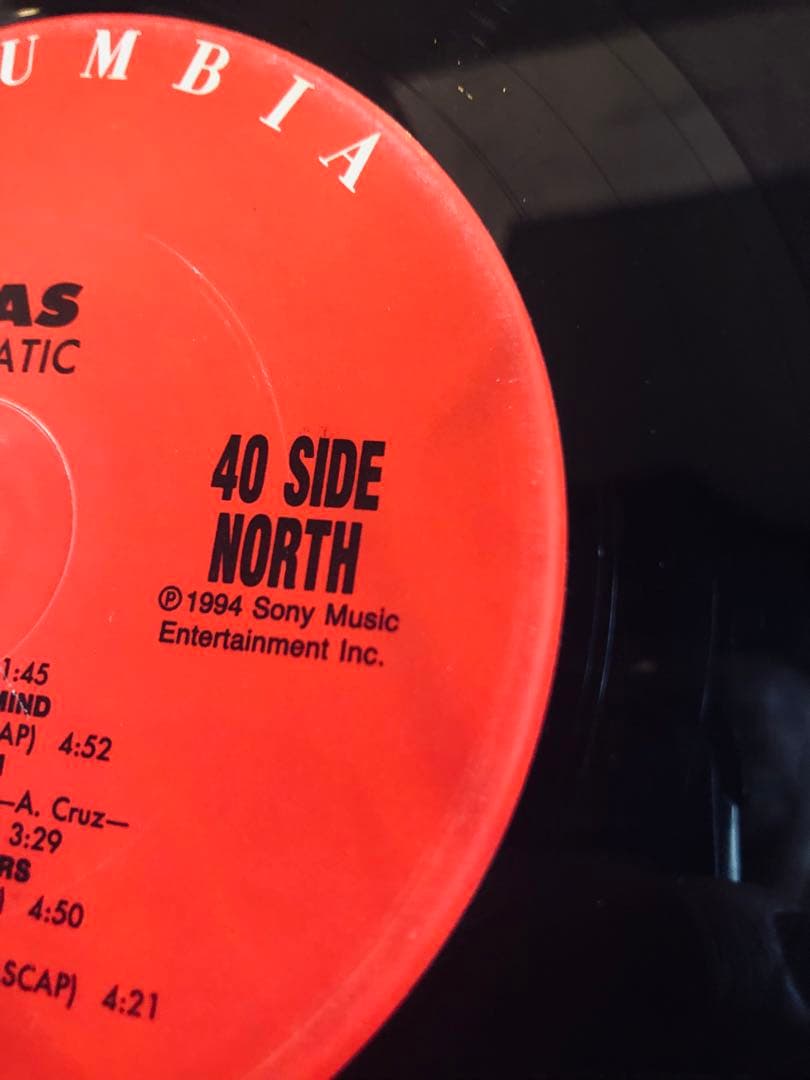 UMBIA
AS
ATIC
40 SIDE
NORTH
℗ 1994 Sony Music
Entertainment Inc.
1:45
MIND
AP) 4:52
—A. Cruz—
3:29
RS
) 4:50
SCAP) 4:21